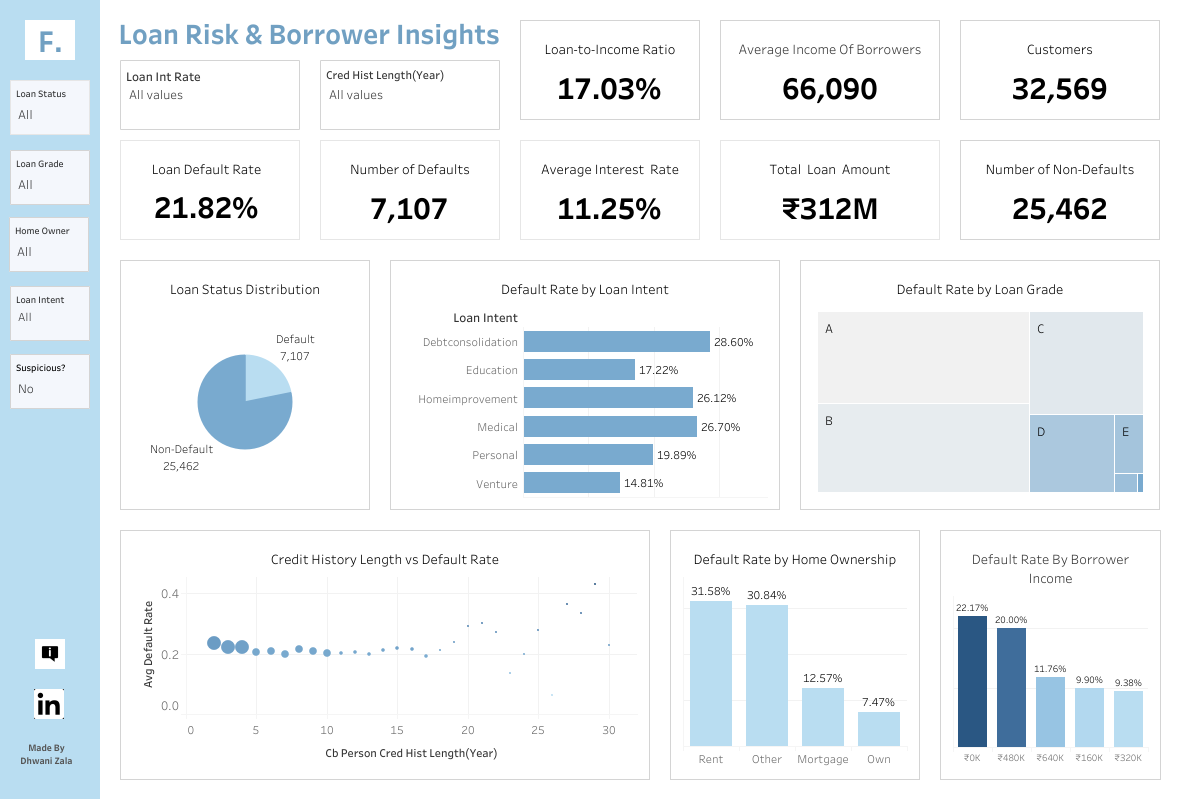 F.
Loan Status
All
Loan Grade
All
Home Owner
All
Loan Intent
All
Suspicious?
No
in
Made By
Dhwani Zala
Loan Risk & Borrower Insights
Loan Int Rate
All values
Cred Hist Length(Year)
All values
Loan-to-Income Ratio
17.03%
Average Income Of Borrowers
66,090
Customers
32,569
Loan Default Rate
21.82%
Number of Defaults
7,107
Average Interest Rate
11.25%
Total Loan Amount
₹312M
Number of Non-Defaults
25,462
Loan Status Distribution
Default
7,107
Non-Default
25,462
Default Rate by Loan Intent
Loan Intent
Debtconsolidation 28.60%
Education 17.22%
Homeimprovement 26.12%
Medical 26.70%
Personal 19.89%
Venture 14.81%
Default Rate by Loan Grade
A
B
C
D
E
Credit History Length vs Default Rate
Avg Default Rate
0.4
0.2
0.0
0 5 10 15 20 25 30
Cb Person Cred Hist Length(Year)
Default Rate by Home Ownership
31.58% 30.84% 12.57% 7.47%
Rent Other Mortgage Own
Default Rate By Borrower
Income
22.17% 20.00% 11.76% 9.90% 9.38%
₹0K ₹480K ₹640K ₹160K ₹320K